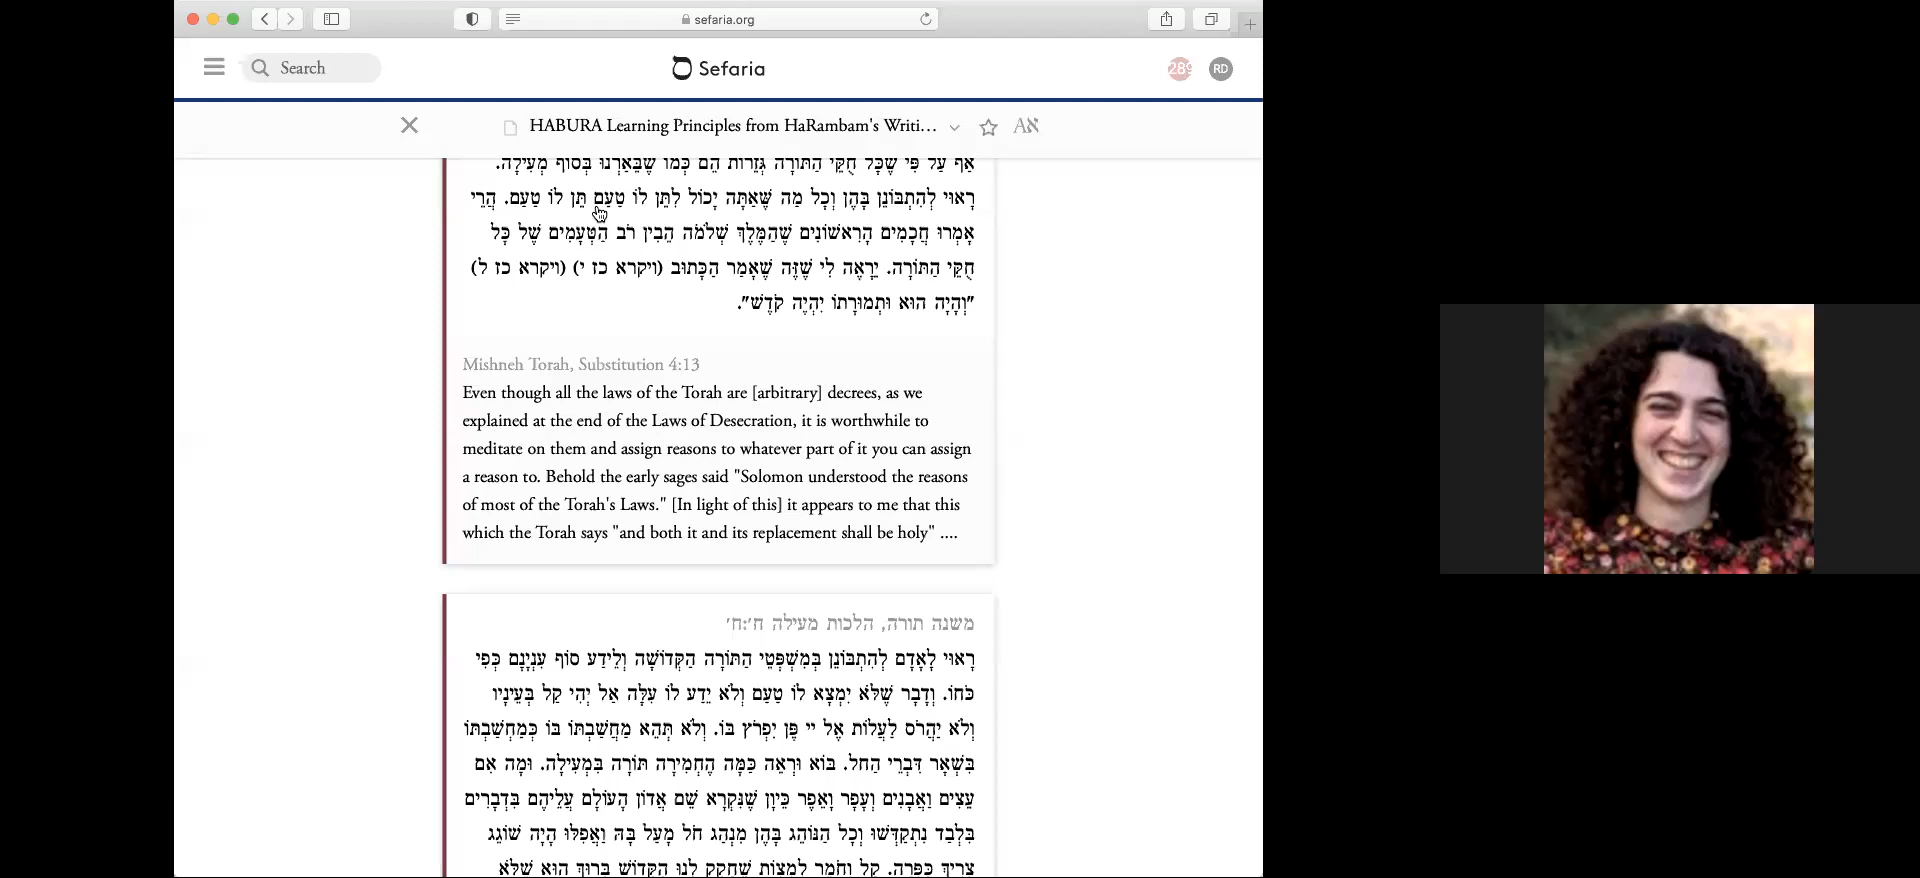 sefaria.org
Search
Sefaria
289
RD
HABURA Learning Principles from HaRambam's Writi...
Aא
אַף עַל פִּי שֶׁכָּל חֻקֵּי הַתּוֹרָה גְּזֵרוֹת הֵם כְּמוֹ שֶׁבֵּאַרְנוּ בְּסוֹף מְעִילָה.
רָאוּי לְהִתְבּוֹנֵן בָּהֶן וְכָל מַה שֶּׁאַתָּה יָכוֹל לִתֵּן לוֹ טַעַם תֵּן לוֹ טַעַם. הֲרֵי
אָמְרוּ חֲכָמִים הָרִאשׁוֹנִים שֶׁהַמֶּלֶךְ שְׁלֹמֹה הֵבִין רֹב הַטְּעָמִים שֶׁל כָּל
חֻקֵּי הַתּוֹרָה. יֵרָאֶה לִי שֶׁזֶּה שֶׁאָמַר הַכָּתוּב (ויקרא כז י) (ויקרא כז ל)
"וְהָיָה הוּא וּתְמוּרָתוֹ יִהְיֶה קֹדֶשׁ".
Mishneh Torah, Substitution 4:13
Even though all the laws of the Torah are [arbitrary] decrees, as we
explained at the end of the Laws of Desecration, it is worthwhile to
meditate on them and assign reasons to whatever part of it you can assign
a reason to. Behold the early sages said "Solomon understood the reasons
of most of the Torah's Laws." [In light of this] it appears to me that this
which the Torah says "and both it and its replacement shall be holy" ....
משנה תורה, הלכות מעילה ח׳:ח׳
רָאוּי לָאָדָם לְהִתְבּוֹנֵן בְּמִשְׁפְּטֵי הַתּוֹרָה הַקְּדוֹשָׁה וְלֵידַע סוֹף עִנְיָנָם כְּפִי
כֹּחוֹ. וְדָבָר שֶׁלֹּא יִמְצָא לוֹ טַעַם וְלֹא יֵדַע לוֹ עִלָּה אַל יְהִי קַל בְּעֵינָיו
וְלֹא יַהֲרֹס לַעֲלוֹת אֶל יי פֶּן יִפְרֹץ בּוֹ. וְלֹא תְּהֵא מַחֲשַׁבְתּוֹ בּוֹ כְּמַחְשַׁבְתּוֹ
בִּשְׁאָר דִּבְרֵי הַחל. בּוֹא וּרְאֵה כַּמָּה הֶחְמִירָה תּוֹרָה בִּמְעִילָה. וּמָה אִם
עֵצִים וַאֲבָנִים וְעָפָר וָאֵפֶר כֵּיוָן שֶׁנִּקְרָא שֵׁם אֲדוֹן הָעוֹלָם עֲלֵיהֶם בִּדְבָרִים
בִּלְבַד נִתְקַדְּשׁוּ וְכָל הַנּוֹהֵג בָּהֶן מִנְהַג חֹל מָעַל בָּהּ וַאֲפִלּוּ הָיָה שׁוֹגֵג
צָרִיךְ כַּפָּרָה. קַל וָחֹמֶר לְמִצְוֹת שֶׁחָקַק לָנוּ הַקָּדוֹשׁ בָּרוּךְ הוּא שֶׁלֹּא